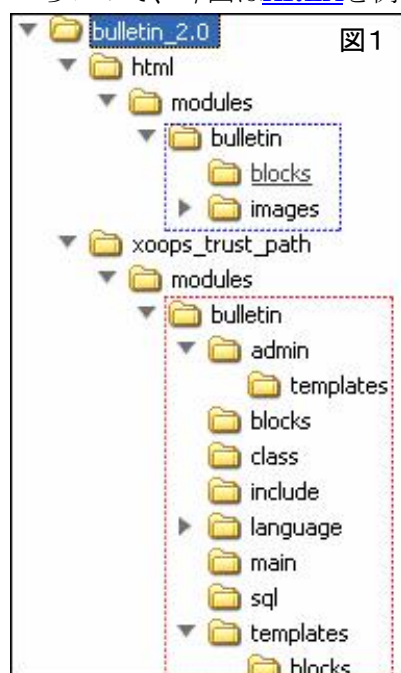 bulletin_2.0
図1
html
modules
bulletin
blocks
images
xoops_trust_path
modules
bulletin
admin
templates
blocks
class
include
language
main
sql
templates
blocks